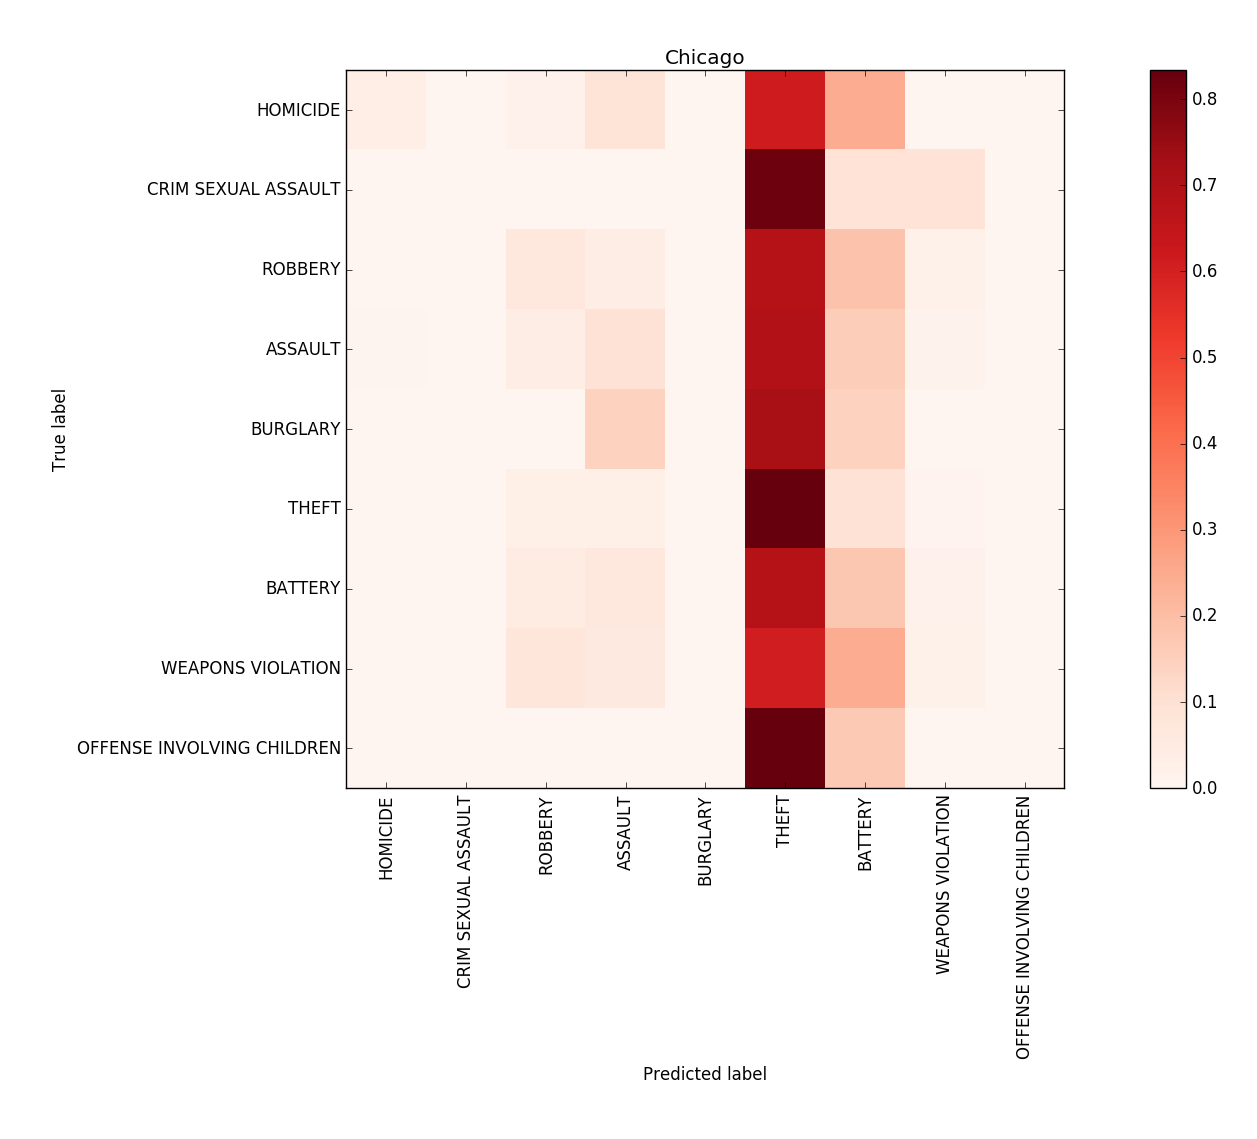 Chicago
HOMICIDE
CRIM SEXUAL ASSAULT
ROBBERY
ASSAULT
BURGLARY
THEFT
BATTERY
WEAPONS VIOLATION
OFFENSE INVOLVING CHILDREN
True label
HOMICIDE
CRIM SEXUAL ASSAULT
ROBBERY
ASSAULT
BURGLARY
THEFT
BATTERY
WEAPONS VIOLATION
OFFENSE INVOLVING CHILDREN
Predicted label
0.8
0.7
0.6
0.5
0.4
0.3
0.2
0.1
0.0